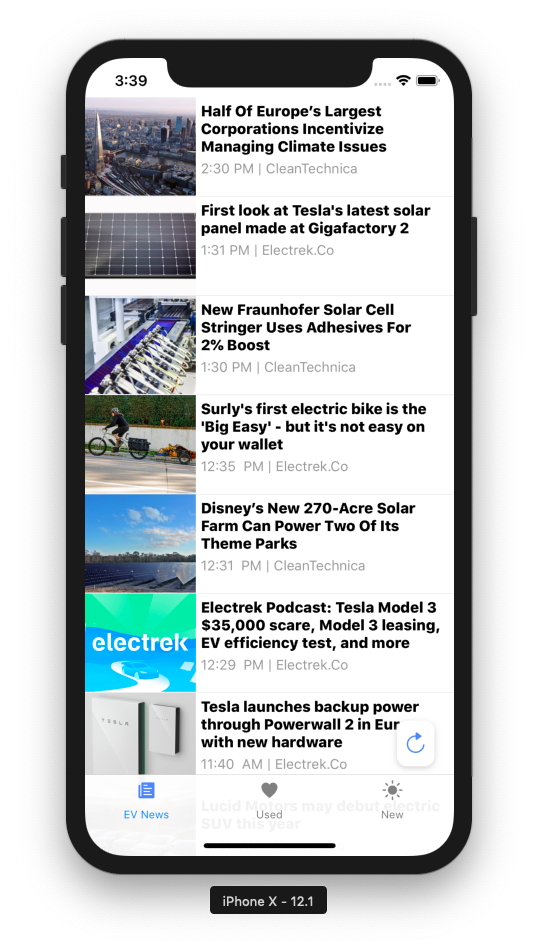 3:39
Half Of Europe’s Largest
Corporations Incentivize
Managing Climate Issues
2:30 PM | CleanTechnica
First look at Tesla's latest solar
panel made at Gigafactory 2
1:31 PM | Electrek.Co
New Fraunhofer Solar Cell
Stringer Uses Adhesives For
2% Boost
1:30 PM | CleanTechnica
Surly's first electric bike is the
'Big Easy' - but it's not easy on
your wallet
12:35 PM | Electrek.Co
Disney’s New 270-Acre Solar
Farm Can Power Two Of Its
Theme Parks
12:31 PM | CleanTechnica
electrek
Electrek Podcast: Tesla Model 3
$35,000 scare, Model 3 leasing,
EV efficiency test, and more
12:29 PM | Electrek.Co
TESLA
Tesla launches backup power
through Powerwall 2 in Eur
with new hardware
11:40 AM | Electrek.Co
Lucid Motors may debut electric
SUV this year
EV News
Used
New
iPhone X - 12.1